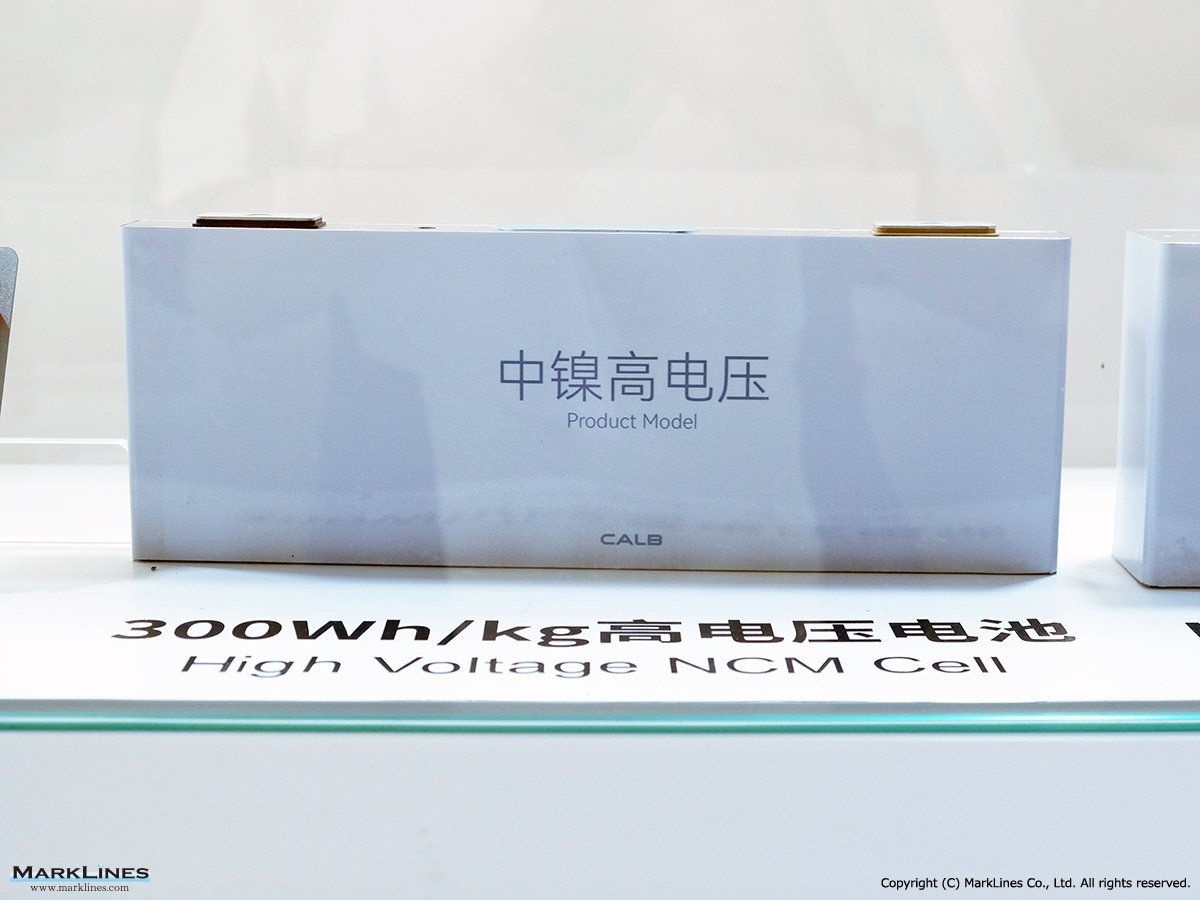 中镍高电压
Product Model
CALB
300Wh/kg高电压电池
High Voltage NCM Cell
MARKLINES
www.marklines.com
Copyright (C) MarkLines Co., Ltd. All rights reserved.